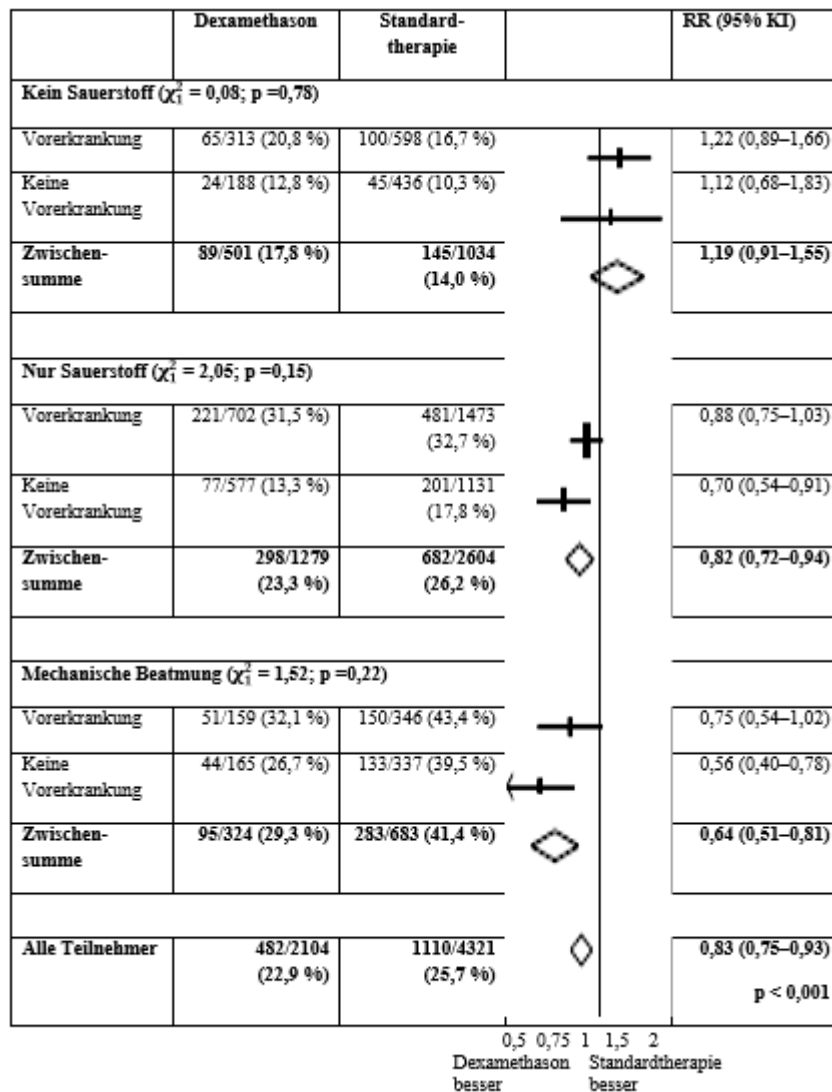 Dexamethason Standard- RR (95% KI)
therapie
Kein Sauerstoff (χ₁² = 0,08; p =0,78)
Vorerkrankung 65/313 (20,8 %) 100/598 (16,7 %) 1,22 (0,89–1,66)
Keine 24/188 (12,8 %) 45/436 (10,3 %) 1,12 (0,68–1,83)
Vorerkrankung
Zwischen- 89/501 (17,8 %) 145/1034 1,19 (0,91–1,55)
summe (14,0 %)
Nur Sauerstoff (χ₁² = 2,05; p =0,15)
Vorerkrankung 221/702 (31,5 %) 481/1473 0,88 (0,75–1,03)
(32,7 %)
Keine 77/577 (13,3 %) 201/1131 0,70 (0,54–0,91)
Vorerkrankung (17,8 %)
Zwischen- 298/1279 682/2604 0,82 (0,72–0,94)
summe (23,3 %) (26,2 %)
Mechanische Beatmung (χ₁² = 1,52; p =0,22)
Vorerkrankung 51/159 (32,1 %) 150/346 (43,4 %) 0,75 (0,54–1,02)
Keine 44/165 (26,7 %) 133/337 (39,5 %) 0,56 (0,40–0,78)
Vorerkrankung
Zwischen- 95/324 (29,3 %) 283/683 (41,4 %) 0,64 (0,51–0,81)
summe
Alle Teilnehmer 482/2104 1110/4321 0,83 (0,75–0,93)
(22,9 %) (25,7 %)
p < 0,001
0,5 0,75 1 1,5 2
Dexamethason Standardtherapie
besser besser